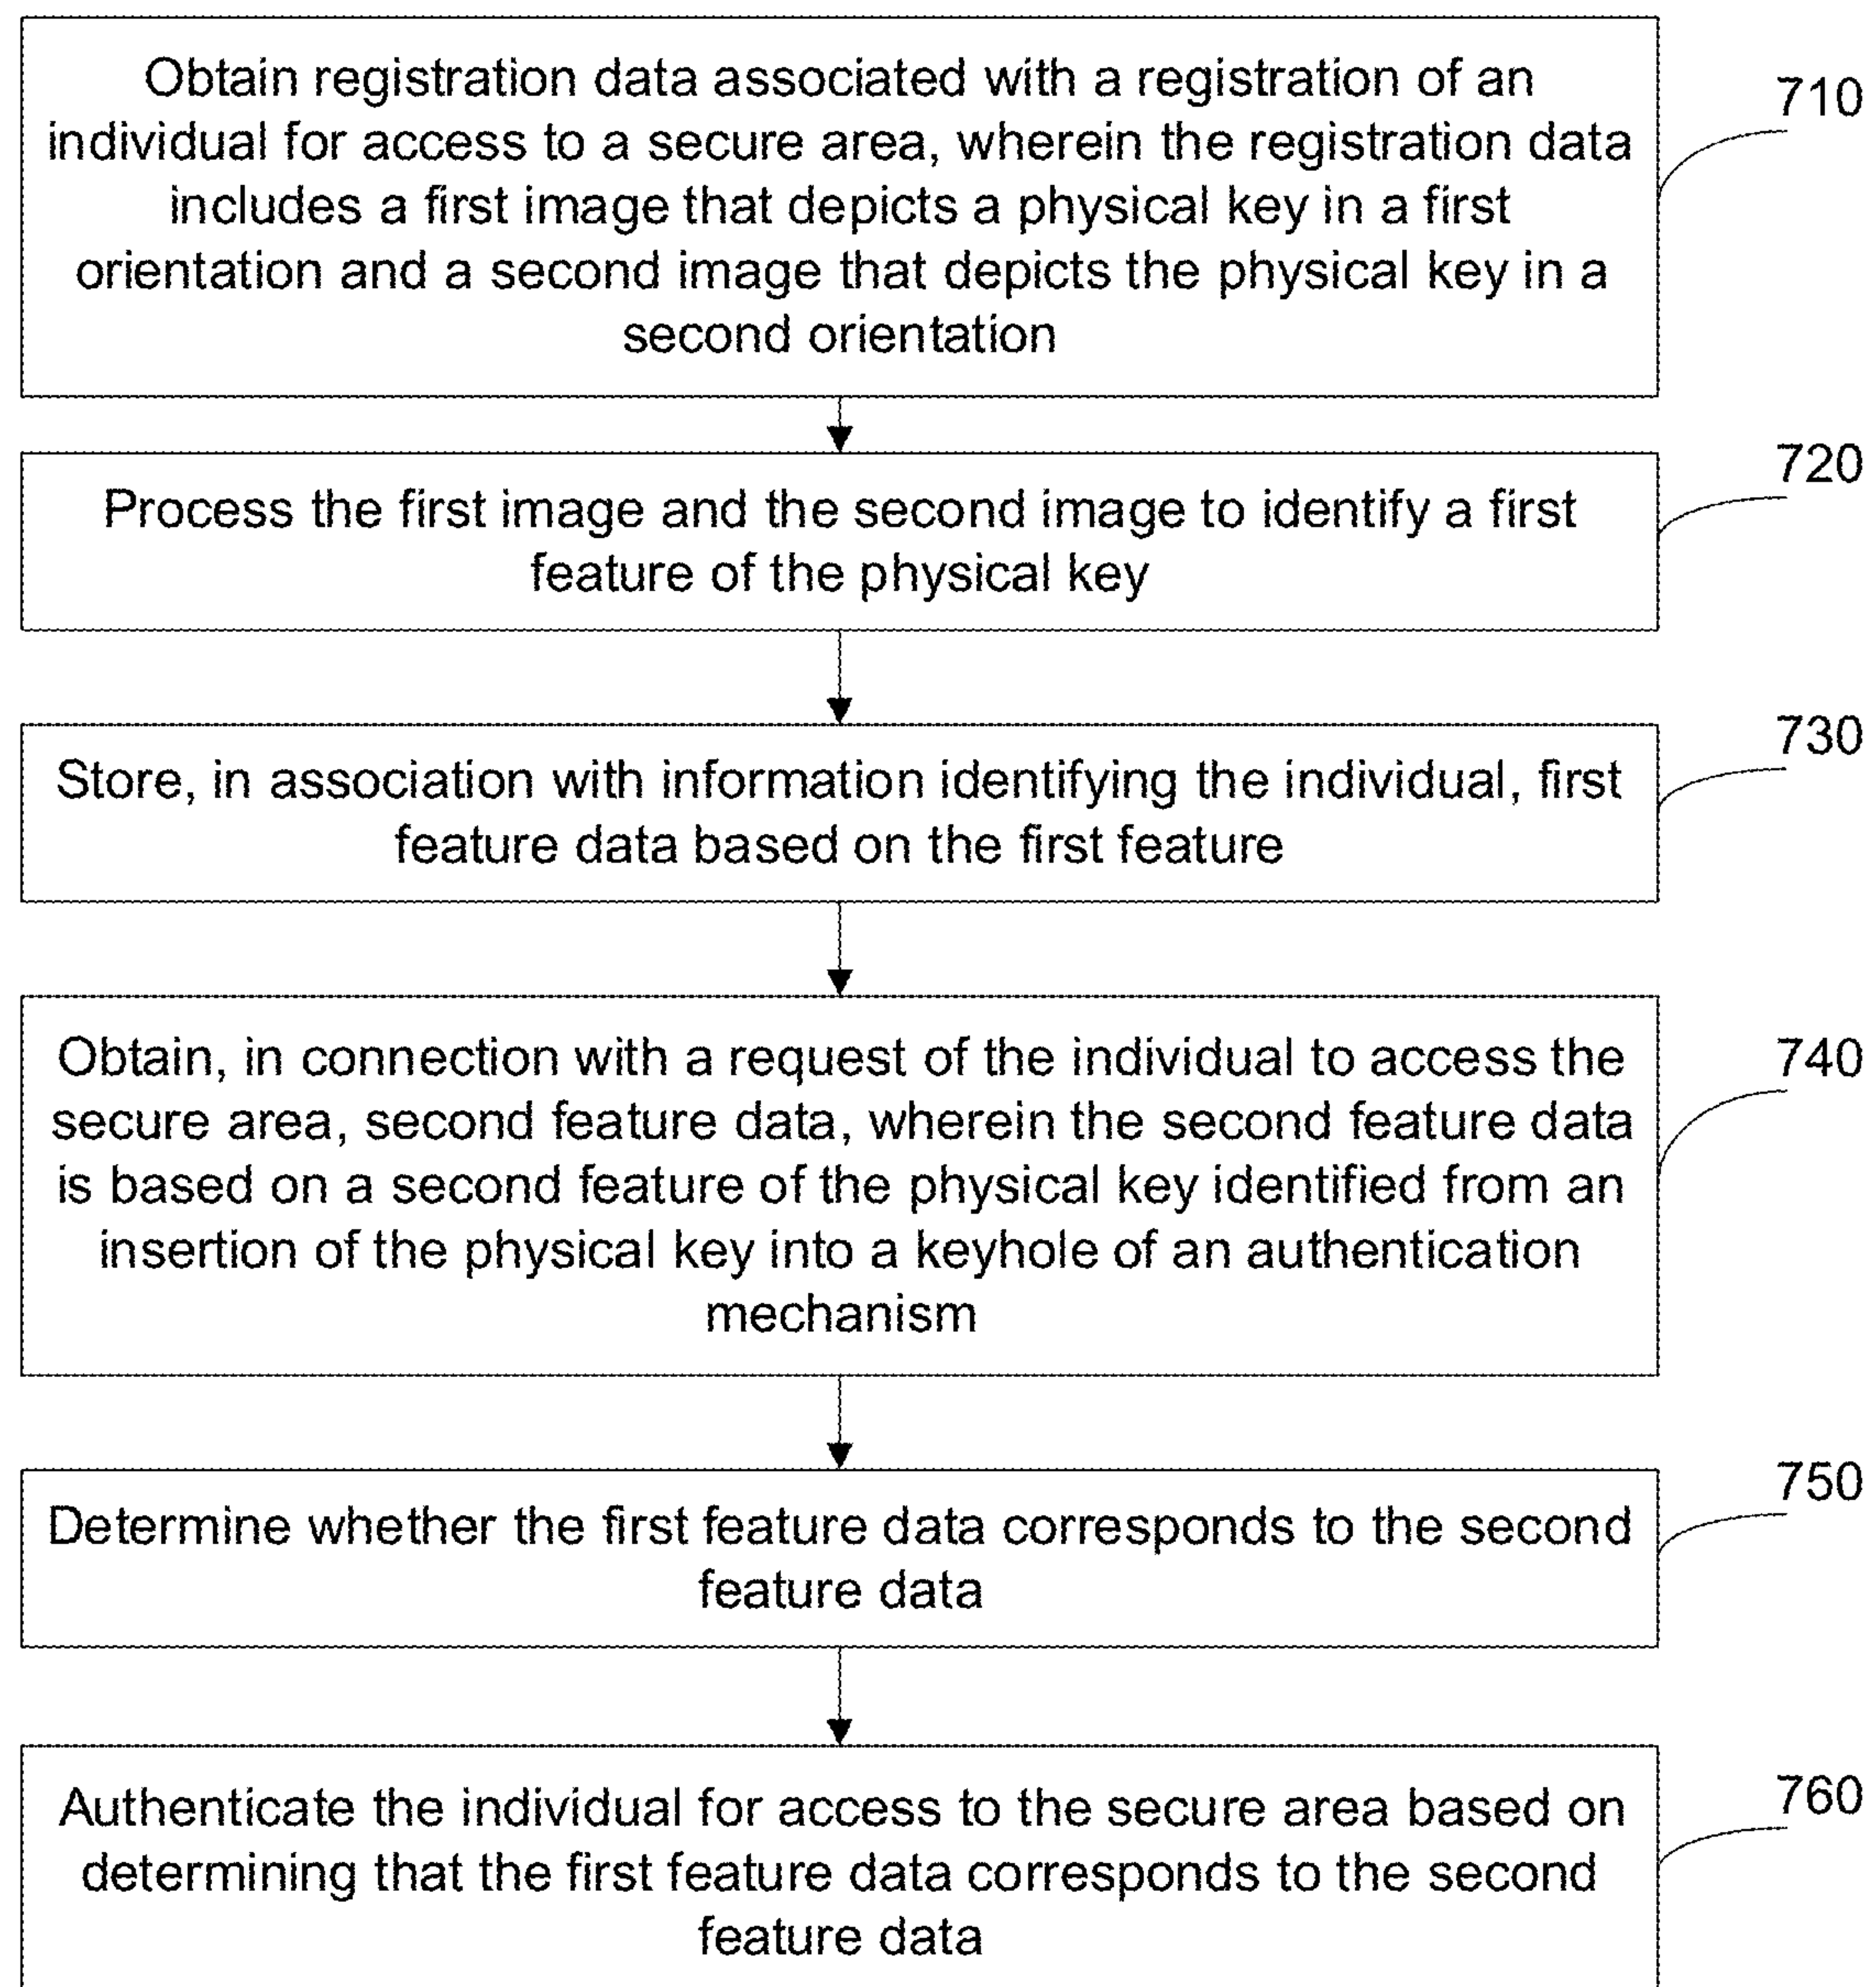 Obtain registration data associated with a registration of an
individual for access to a secure area, wherein the registration data
includes a first image that depicts a physical key in a first
orientation and a second image that depicts the physical key in a
second orientation
710
Process the first image and the second image to identify a first
feature of the physical key
720
Store, in association with information identifying the individual, first
feature data based on the first feature
730
Obtain, in connection with a request of the individual to access the
secure area, second feature data, wherein the second feature data
is based on a second feature of the physical key identified from an
insertion of the physical key into a keyhole of an authentication
mechanism
740
Determine whether the first feature data corresponds to the second
feature data
750
Authenticate the individual for access to the secure area based on
determining that the first feature data corresponds to the second
feature data
760